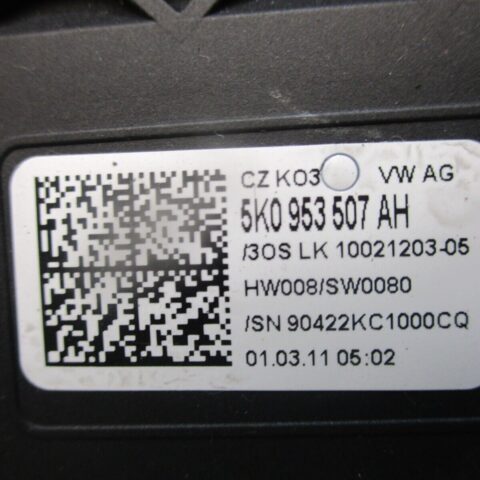 CZ KO3 VW AG
5K0 953 507 AH
/3OS LK 10021203-05
HW008/SW0080
/SN 90422KC1000CQ
01.03.11 05:02